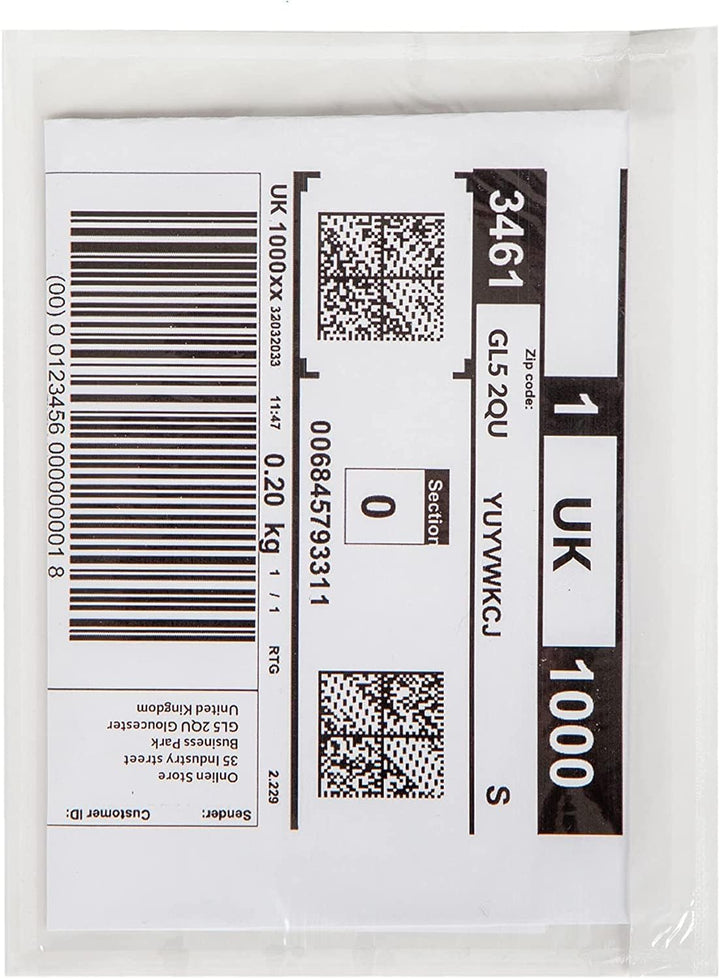 1 UK 1000
Zip code:
3461 GL5 2QU YUYVWKCJ S
Section
0
006845793311
UK 1000xx 32032033 11:47 0.20 kg 1 / 1 RTG 2.229
(00) 0 0123456 000000001 8
Sender: Customer ID:
Onlien Store
35 Industry street
Business Park
GL5 2QU Gloucester
United Kingdom